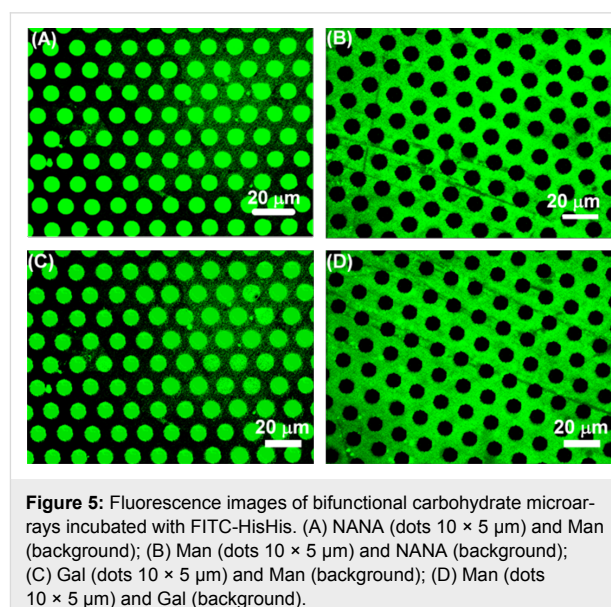 (A)
(B)
20 μm
20 μm
(C)
(D)
20 μm
20 μm
Figure 5: Fluorescence images of bifunctional carbohydrate microar-
rays incubated with FITC-HisHis. (A) NANA (dots 10 × 5 μm) and Man
(background); (B) Man (dots 10 × 5 μm) and NANA (background);
(C) Gal (dots 10 × 5 μm) and Man (background); (D) Man (dots
10 × 5 μm) and Gal (background).